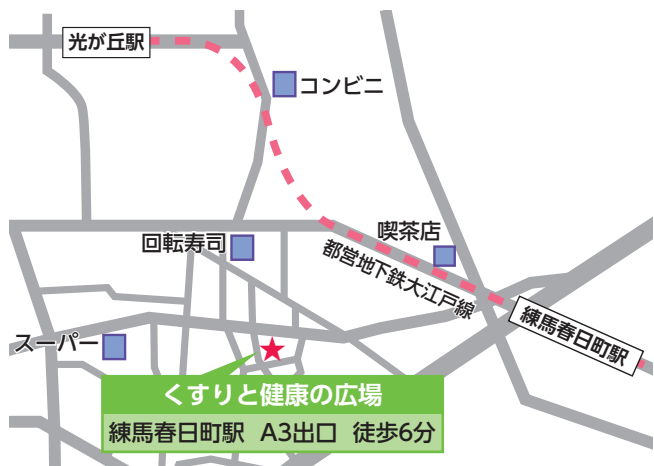 光が丘駅
コンビニ
喫茶店
回転寿司
都営地下鉄大江戸線
練馬春日町駅
スーパー
くすりと健康の広場
練馬春日町駅 A3出口 徒歩6分